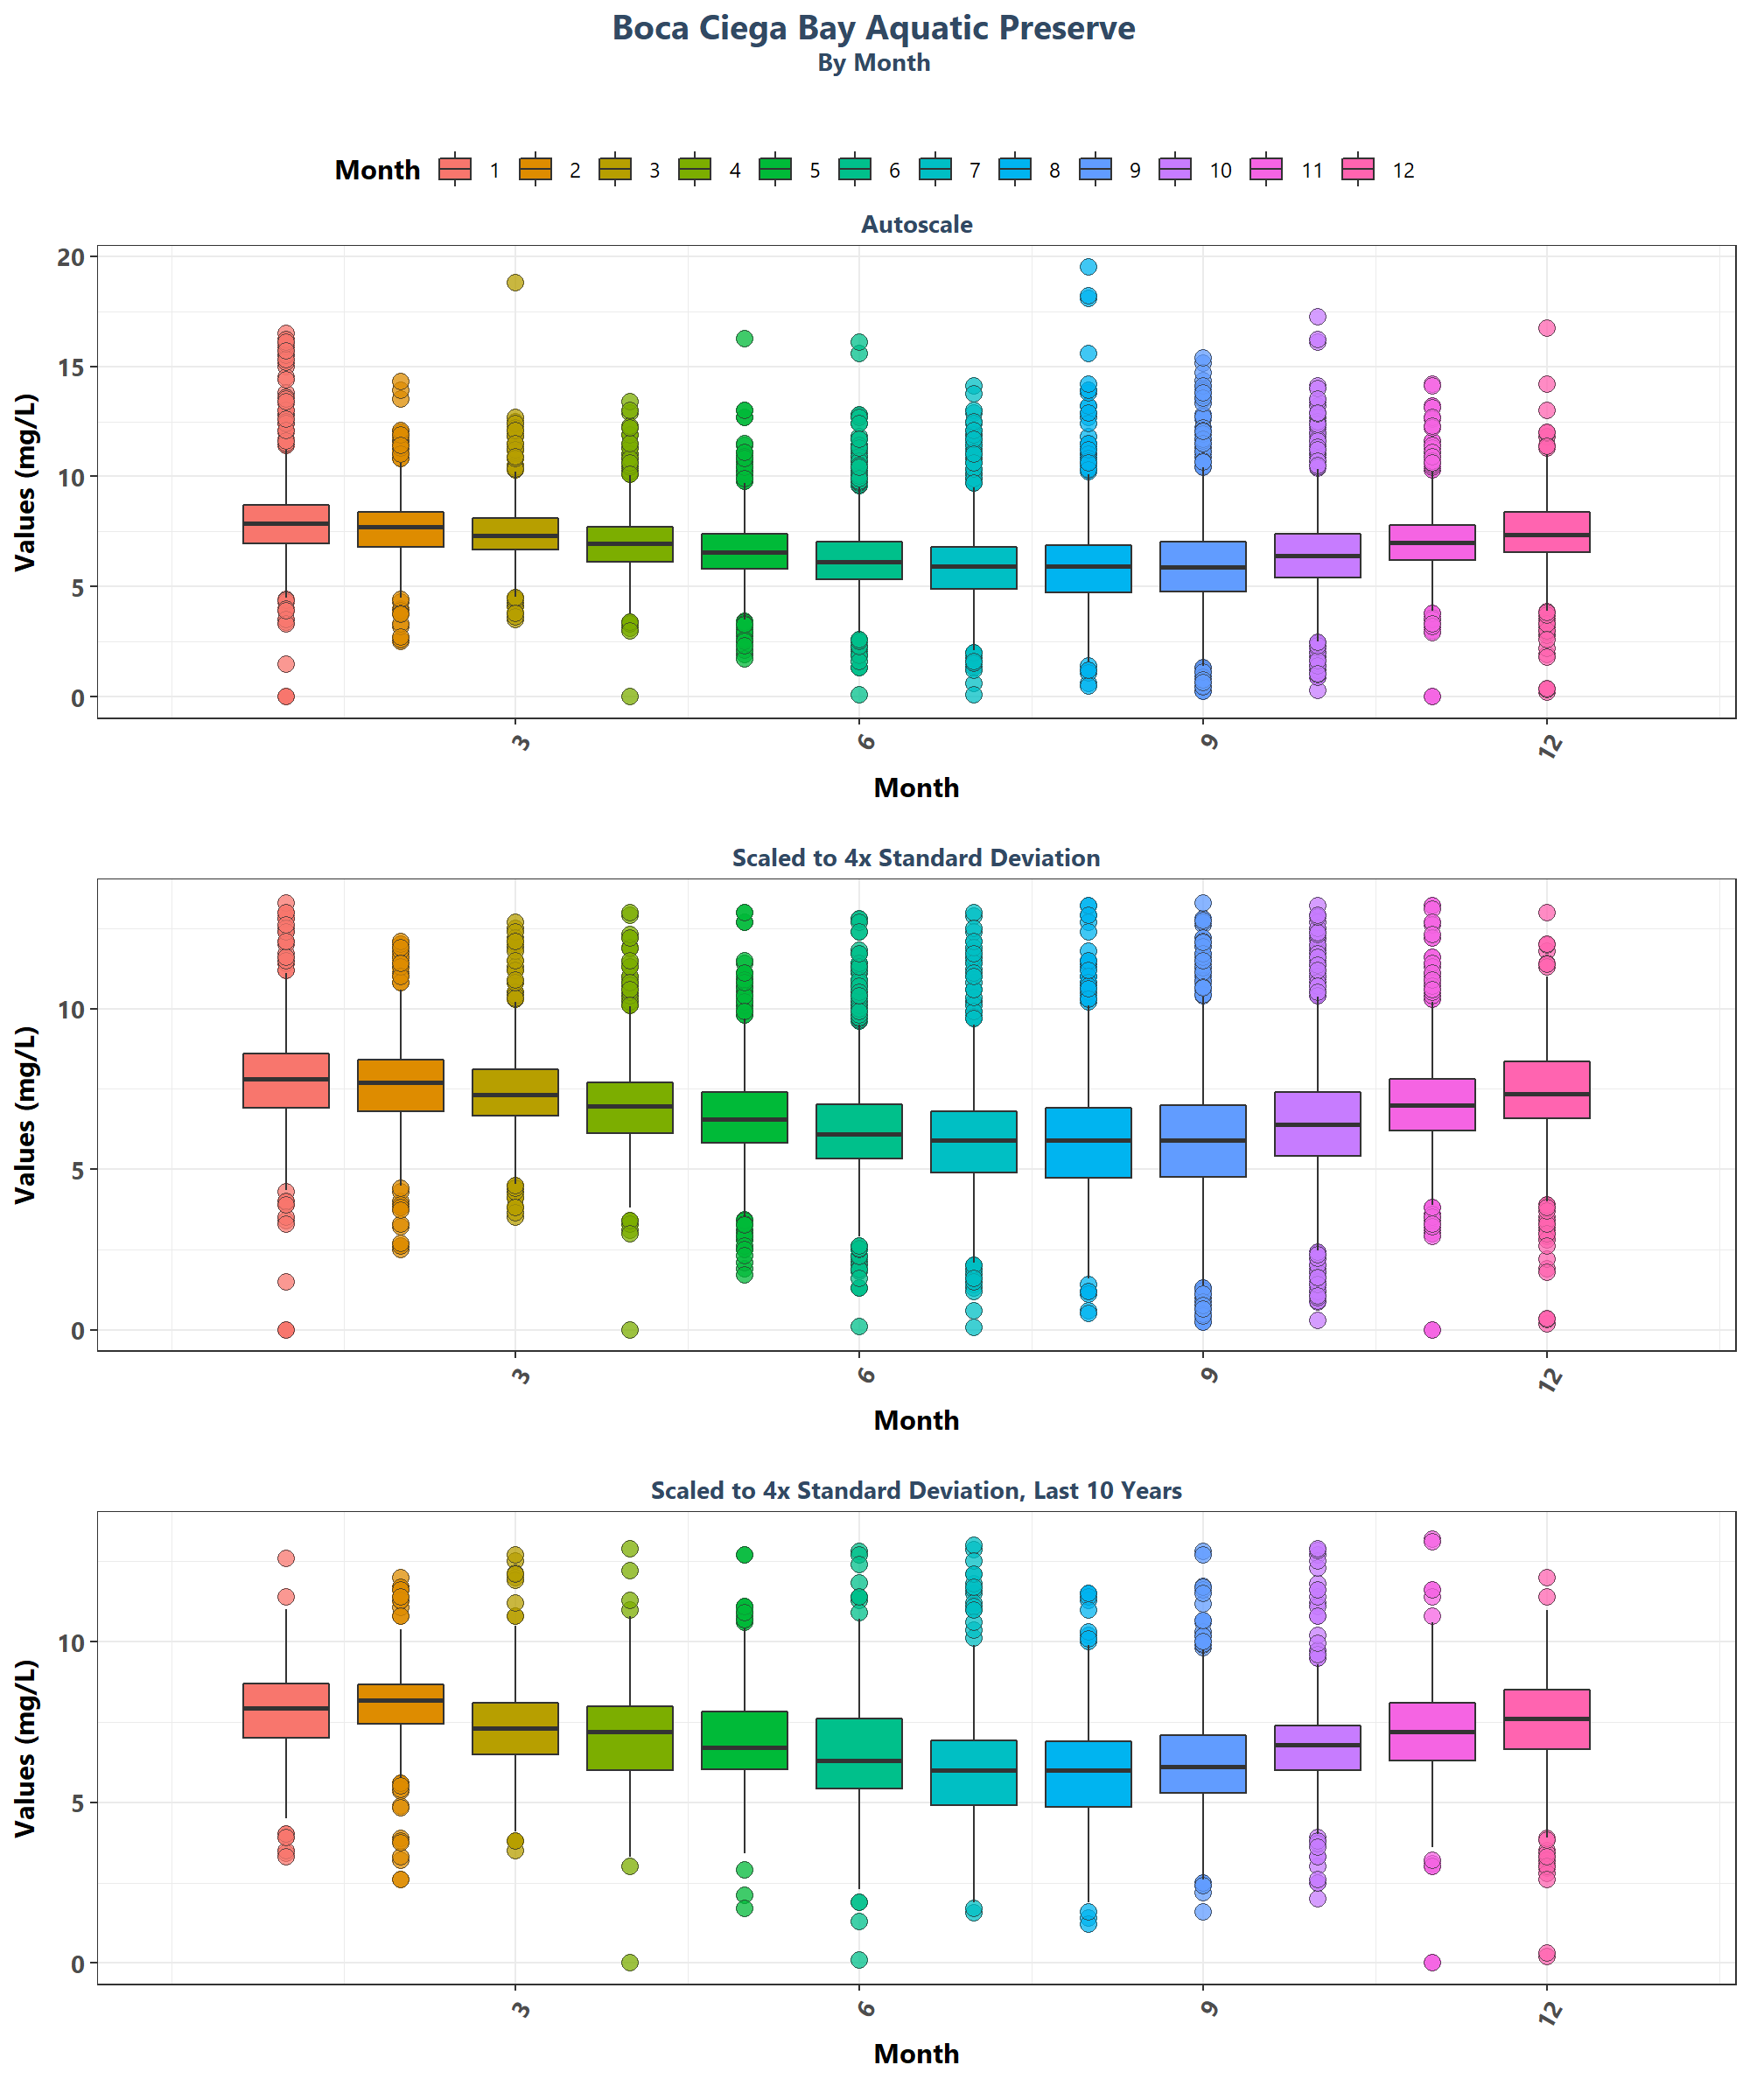 Boca Ciega Bay Aquatic Preserve
By Month
Month 1 2 3 4 5 6 7 8 9 10 11 12
Autoscale
Values (mg/L)
20
15
10
5
0
3 6 9 12
Month
Scaled to 4x Standard Deviation
Values (mg/L)
10
5
0
3 6 9 12
Month
Scaled to 4x Standard Deviation, Last 10 Years
Values (mg/L)
10
5
0
3 6 9 12
Month